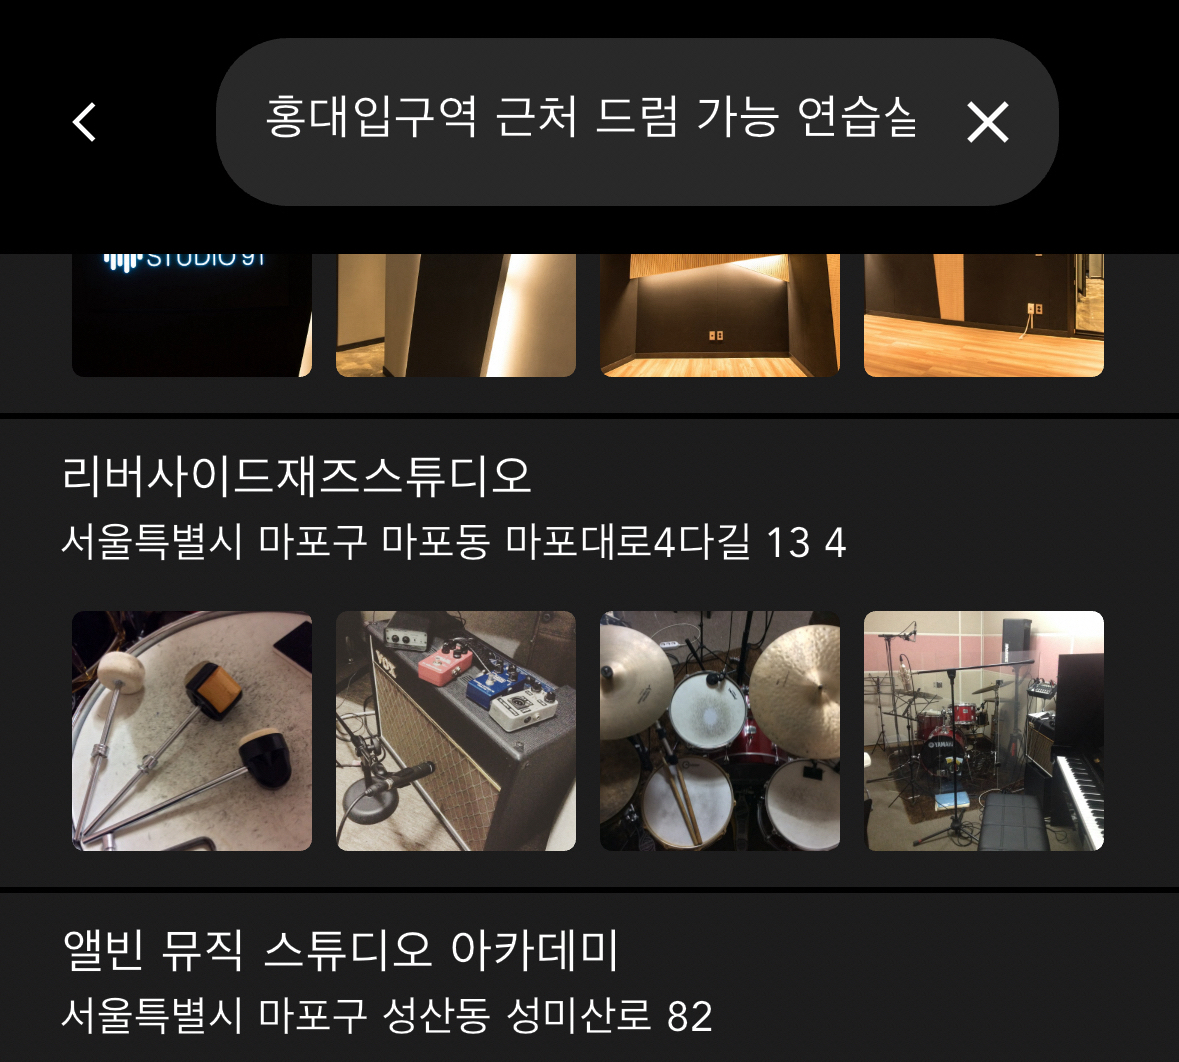 홍대입구역 근처 드럼 가능 연습실
STUDIO 91
리버사이드재즈스튜디오
서울특별시 마포구 마포동 마포대로4다길 13 4
VOX
YAMAHA
앨빈 뮤직 스튜디오 아카데미
서울특별시 마포구 성산동 성미산로 82